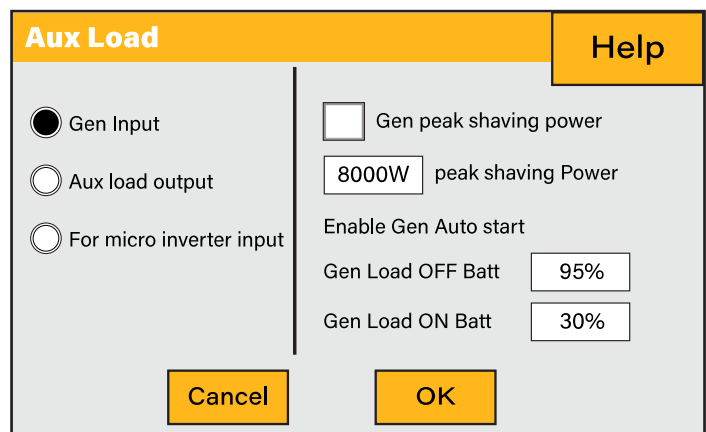 Aux Load
Help
Gen Input
Aux load output
For micro inverter input
Gen peak shaving power
8000W peak shaving Power
Enable Gen Auto start
Gen Load OFF Batt 95%
Gen Load ON Batt 30%
Cancel
OK